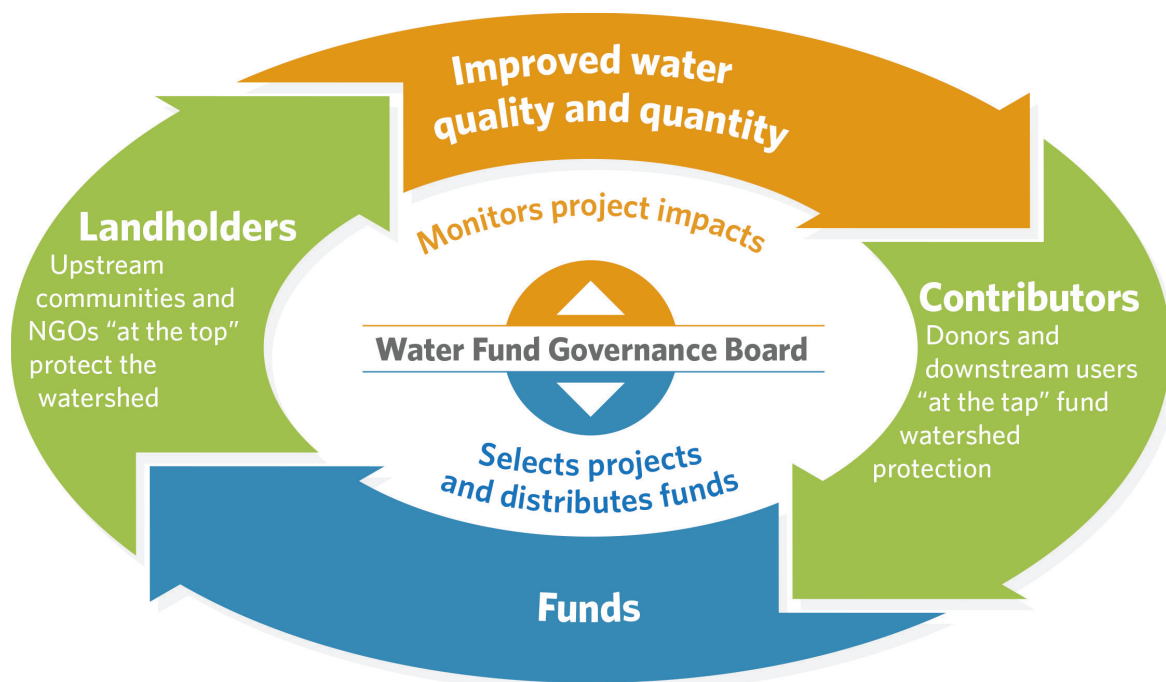 Improved water
quality and quantity
Monitors project impacts
Landholders
Upstream
communities and
NGOs “at the top”
protect the
watershed
Water Fund Governance Board
Contributors
Donors and
downstream users
“at the tap” fund
watershed
protection
Selects projects
and distributes funds
Funds